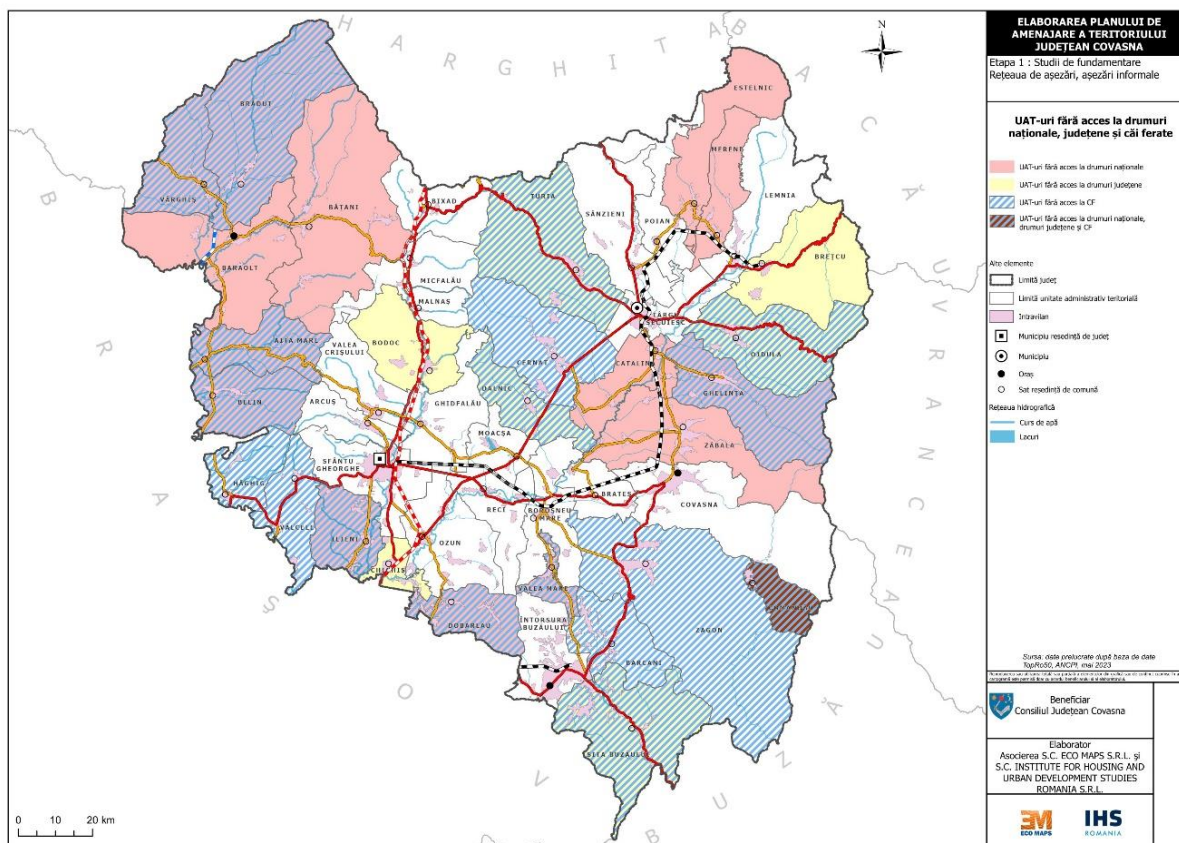 HARGHITA
BACĂU
VRANCEA
BUZĂU
BRAȘOV
N
ESTELNIC
BRĂDUȚ
MERENI
LEMNIA
VÂRGHIȘ
BĂȚANI
BIXAD
TURIA
SÂNZIENI
POIAN
BREȚCU
BARAOLT
MICFALĂU
MALNAȘ
TÂRGU
SECUIESC
AITA MARE
VALEA
CRIȘULUI
BODOC
CERNAT
CATALINA
OJDULA
DALNIC
GHELINȚA
BELIN
ARCUȘ
GHIDFALĂU
MOACȘA
ZĂBALA
SFÂNTU
GHEORGHE
HĂGHIG
RECI
BRATEȘ
COVASNA
VÂLCELE
BOROȘNEU
MARE
ILIENI
OZUN
CHICHIȘ
VALEA MARE
DOBÂRLĂU
ÎNTORSURA
BUZĂULUI
ZAGON
BARCANI
SITA BUZĂULUI
0 10 20 km
ELABORAREA PLANULUI DE
AMENAJARE A TERITORIULUI
JUDEȚEAN COVASNA
Etapa 1 : Studii de fundamentare
Rețeaua de așezări, așezări informale
UAT-uri fără acces la drumuri
naționale, județene și căi ferate
UAT-uri fără acces la drumuri naționale
UAT-uri fără acces la drumuri județene
UAT-uri fără acces la CF
UAT-uri fără acces la drumuri naționale,
drumuri județene și CF
Alte elemente
Limită județ
Limită unitate administrativ teritorială
Intravilan
Municipiu reședință de județ
Municipiu
Oraș
Sat reședință de comună
Rețeaua hidrografică
Curs de apă
Lacuri
Sursa: date prelucrate după baza de date
TopRo50, ANCPI, mai 2023
Beneficiar
Consiliul Județean Covasna
Elaborator
Asocierea S.C. ECO MAPS S.R.L. și
S.C. INSTITUTE FOR HOUSING AND
URBAN DEVELOPMENT STUDIES
ROMANIA S.R.L.
ECO MAPS
IHS
ROMANIA